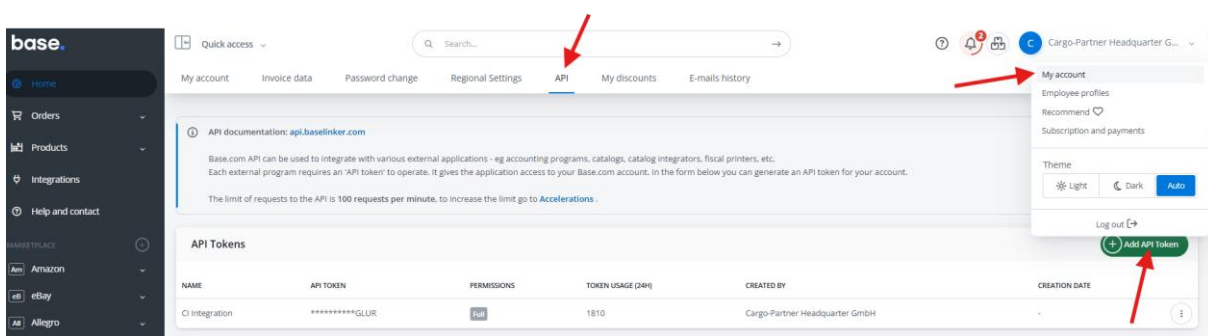 base.
Quick access
Search...
2
C
Cargo-Partner Headquarter G...
My account
Invoice data
Password change
Regional Settings
API
My discounts
E-mails history
My account
Employee profiles
Recommend
Subscription and payments
Theme
Light
Dark
Auto
Log out
Home
Orders
Products
Integrations
Help and contact
MARKETPLACE
Am Amazon
eB eBay
All Allegro
API documentation: api.baselinker.com
Base.com API can be used to integrate with various external applications - eg accounting programs, catalogs, catalog integrators, fiscal printers, etc.
Each external program requires an 'API token' to operate. It gives the application access to your Base.com account. In the form below you can generate an API token for your account.
The limit of requests to the API is 100 requests per minute, to increase the limit go to Accelerations .
API Tokens
Add API Token
NAME API TOKEN PERMISSIONS TOKEN USAGE (24H) CREATED BY CREATION DATE
CI Integration **********GLUR Full 1810 Cargo-Partner Headquarter GmbH -